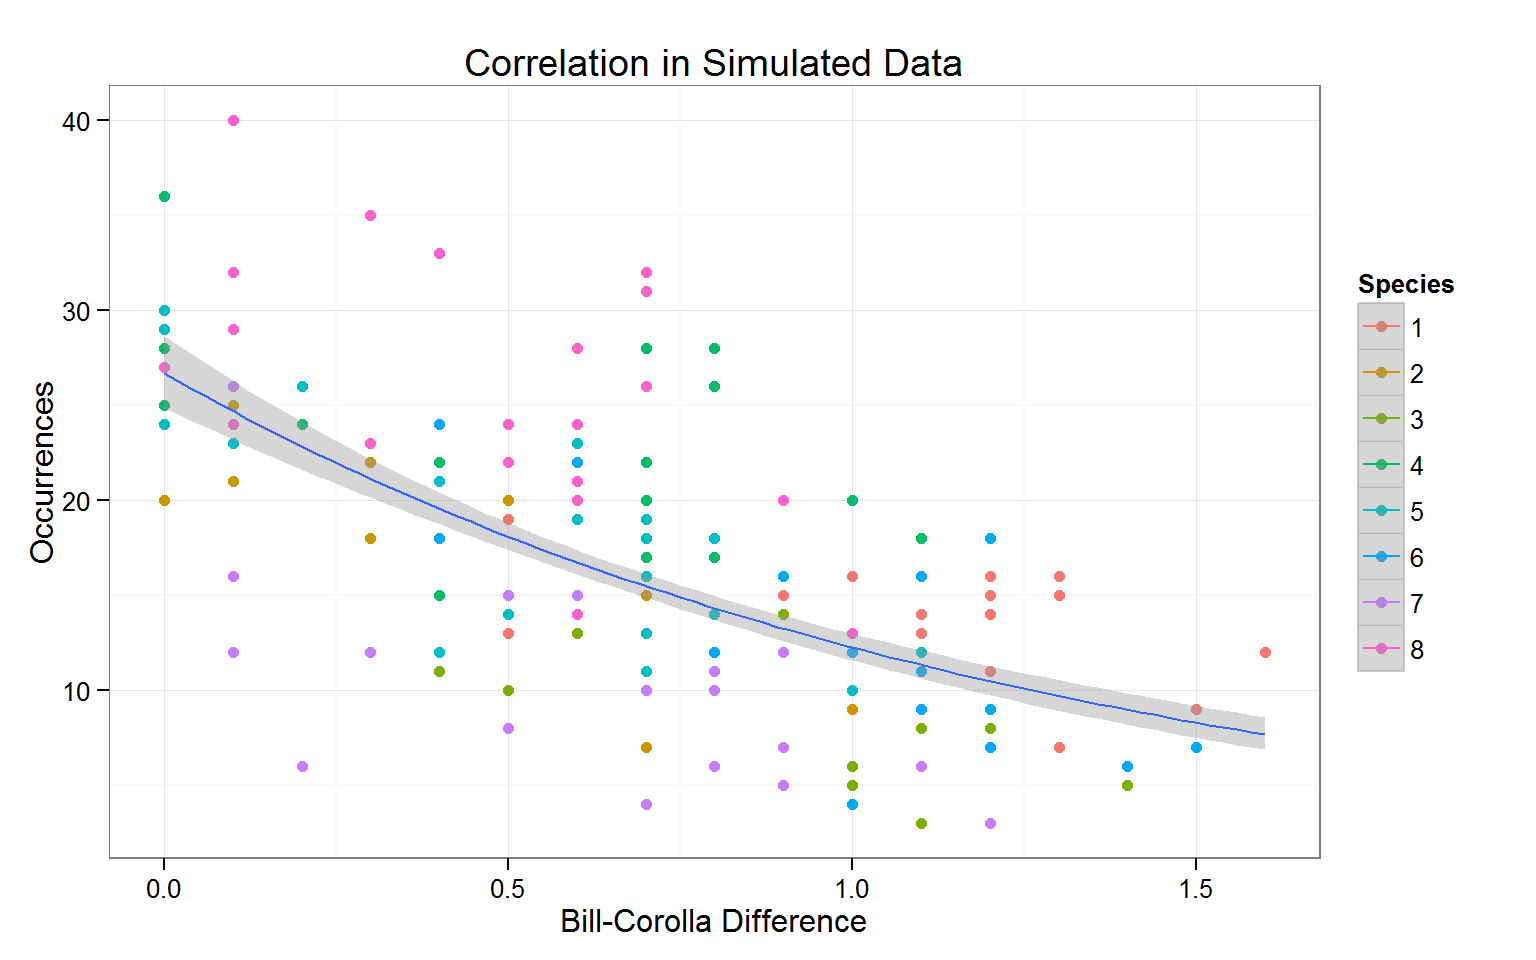 Correlation in Simulated Data
40
30
20
10
Occurrences
0.0 0.5 1.0 1.5
Bill-Corolla Difference
Species
1
2
3
4
5
6
7
8